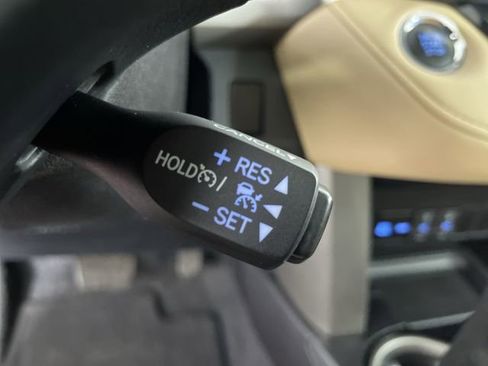 CANCEL
+ RES
HOLD /
− SET